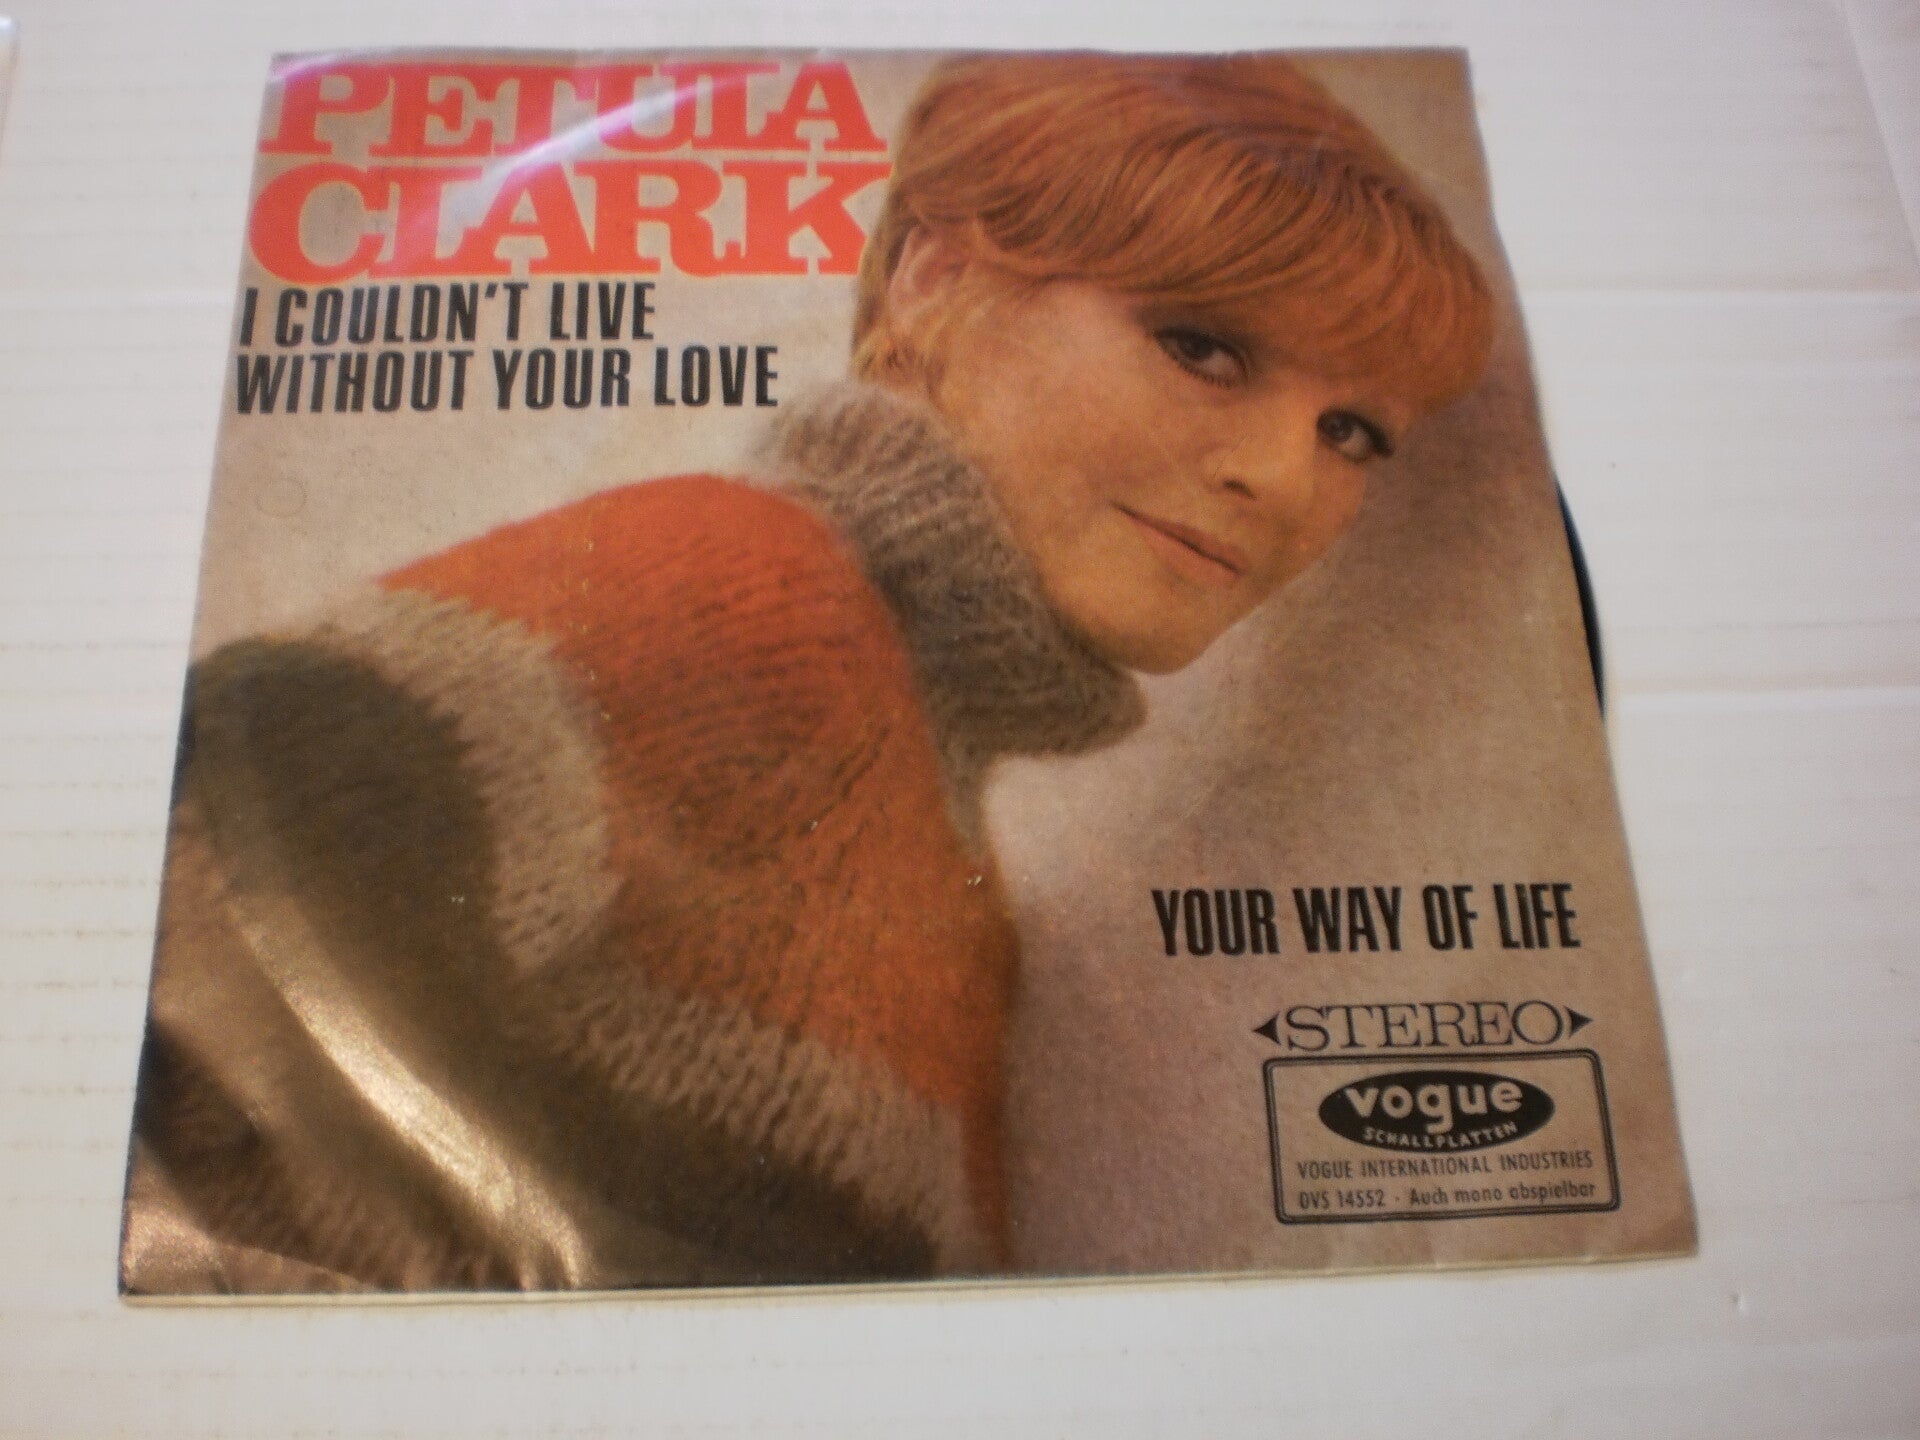 PETULA
CLARK
I COULDN'T LIVE
WITHOUT YOUR LOVE
YOUR WAY OF LIFE
STEREO
vogue
SCHALLPLATTEN
VOGUE INTERNATIONAL INDUSTRIES
DVS 14552 · Auch mono abspielbar